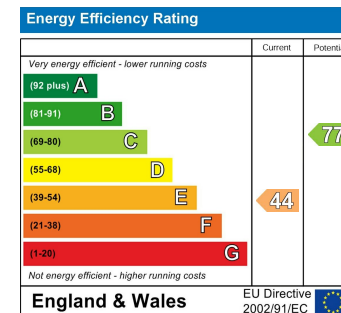 Energy Efficiency Rating
Current Potenti
Very energy efficient - lower running costs
(92 plus) A
(81-91) B
(69-80) C
77
(55-68) D
(39-54) E
44
(21-38) F
(1-20) G
Not energy efficient - higher running costs
England & Wales
EU Directive
2002/91/EC